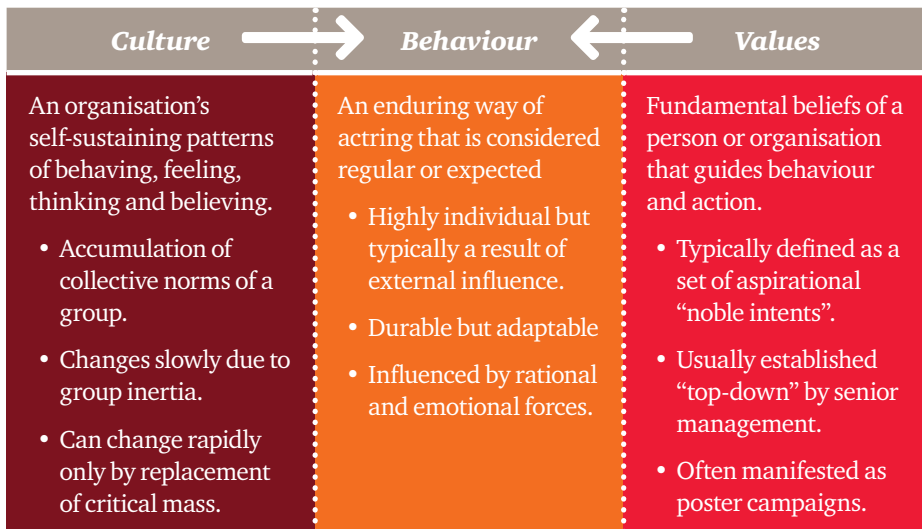 Culture
Behaviour
Values
An organisation’s
self-sustaining patterns
of behaving, feeling,
thinking and believing.
• Accumulation of
collective norms of a
group.
• Changes slowly due to
group inertia.
• Can change rapidly
only by replacement
of critical mass.
An enduring way of
actring that is considered
regular or expected
• Highly individual but
typically a result of
external influence.
• Durable but adaptable
• Influenced by rational
and emotional forces.
Fundamental beliefs of a
person or organisation
that guides behaviour
and action.
• Typically defined as a
set of aspirational
“noble intents”.
• Usually established
“top-down” by senior
management.
• Often manifested as
poster campaigns.